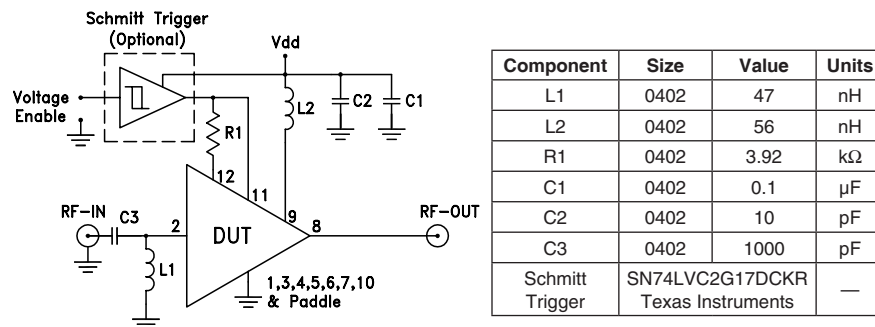 Schmitt Trigger
(Optional)
Vdd
Voltage
Enable
R1
L2
C2
C1
12
11
RF-IN
C3
2
DUT
9
8
RF-OUT
L1
1,3,4,5,6,7,10
& Paddle
Component Size Value Units
L1 0402 47 nH
L2 0402 56 nH
R1 0402 3.92 kΩ
C1 0402 0.1 µF
C2 0402 10 pF
C3 0402 1000 pF
Schmitt Trigger SN74LVC2G17DCKR Texas Instruments —